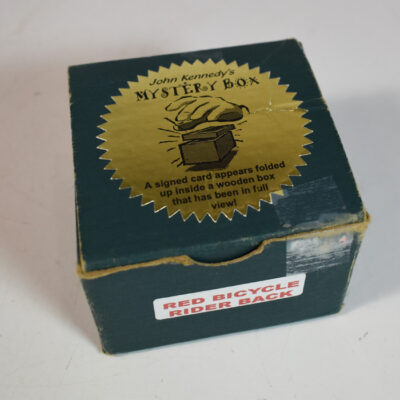 John Kennedy's
MYSTERY BOX
A signed card appears folded
up inside a wooden box
that has been in full
view!
RED BICYCLE
RIDER BACK